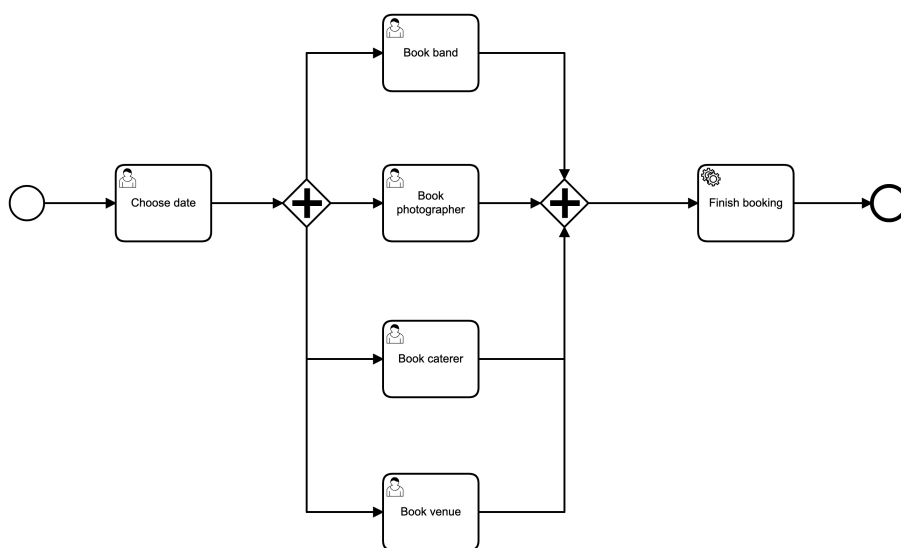 Book band
Choose date
Book
photographer
Finish booking
Book caterer
Book venue